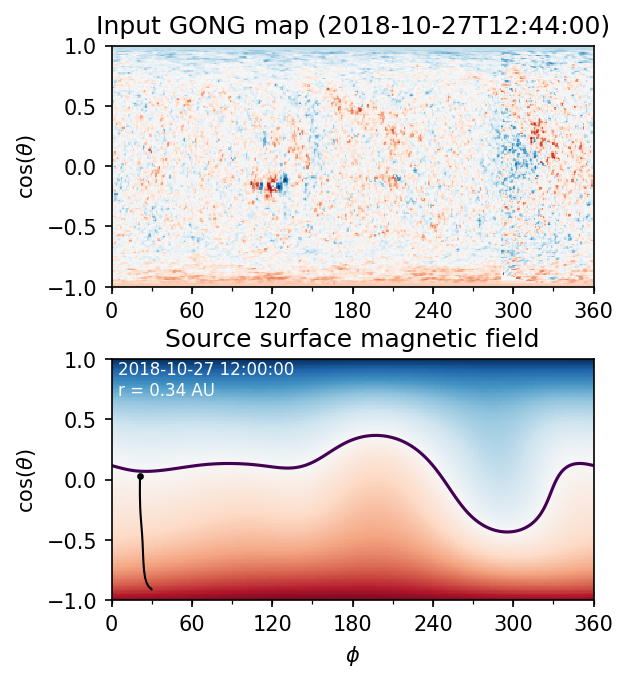 Input GONG map (2018-10-27T12:44:00)
1.0
0.5
0.0
−0.5
−1.0
cos(θ)
0 60 120 180 240 300 360
Source surface magnetic field
2018-10-27 12:00:00
r = 0.34 AU
1.0
0.5
0.0
−0.5
−1.0
cos(θ)
0 60 120 180 240 300 360
ϕ